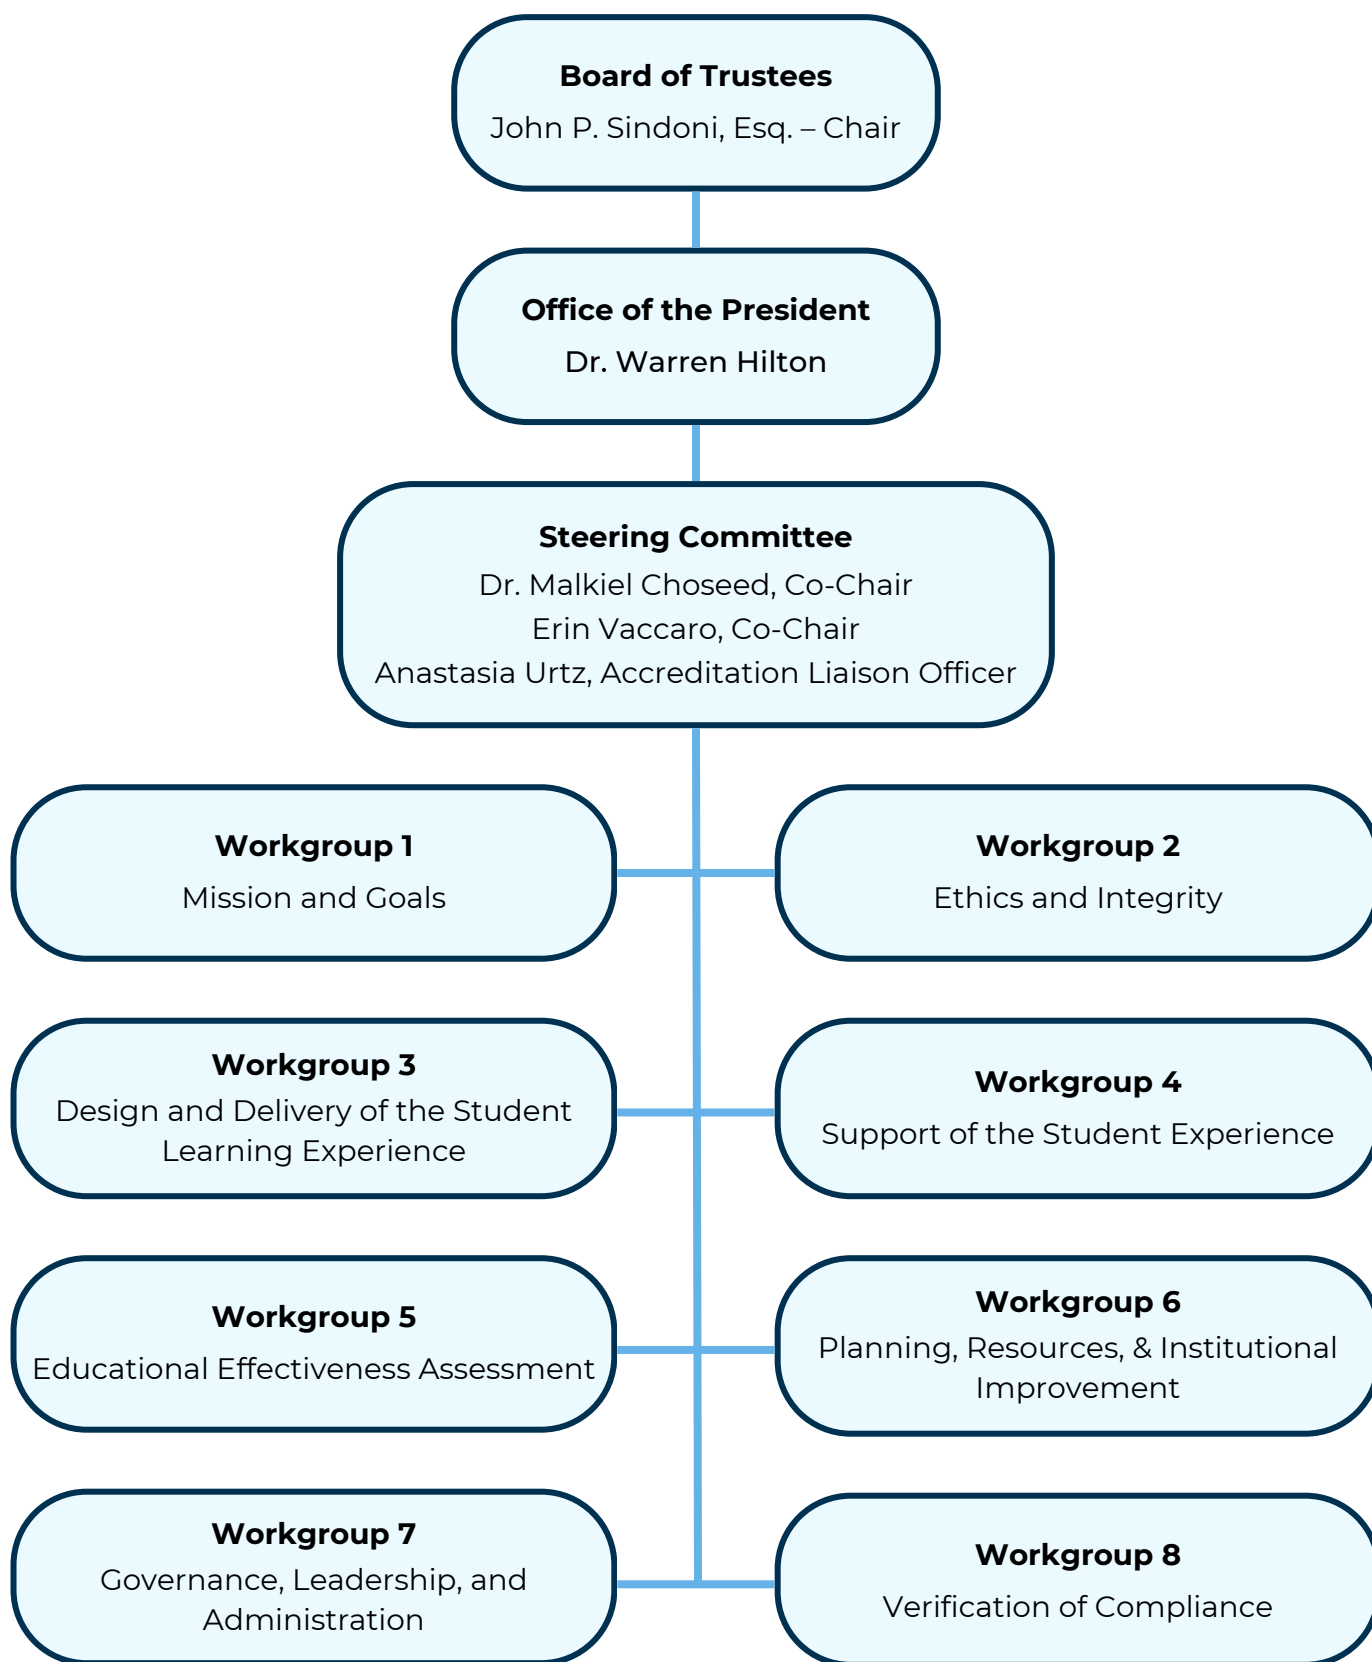 Board of Trustees
John P. Sindoni, Esq. – Chair
Office of the President
Dr. Warren Hilton
Steering Committee
Dr. Malkiel Choseed, Co-Chair
Erin Vaccaro, Co-Chair
Anastasia Urtz, Accreditation Liaison Officer
Workgroup 1
Mission and Goals
Workgroup 2
Ethics and Integrity
Workgroup 3
Design and Delivery of the Student
Learning Experience
Workgroup 4
Support of the Student Experience
Workgroup 5
Educational Effectiveness Assessment
Workgroup 6
Planning, Resources, & Institutional
Improvement
Workgroup 7
Governance, Leadership, and
Administration
Workgroup 8
Verification of Compliance